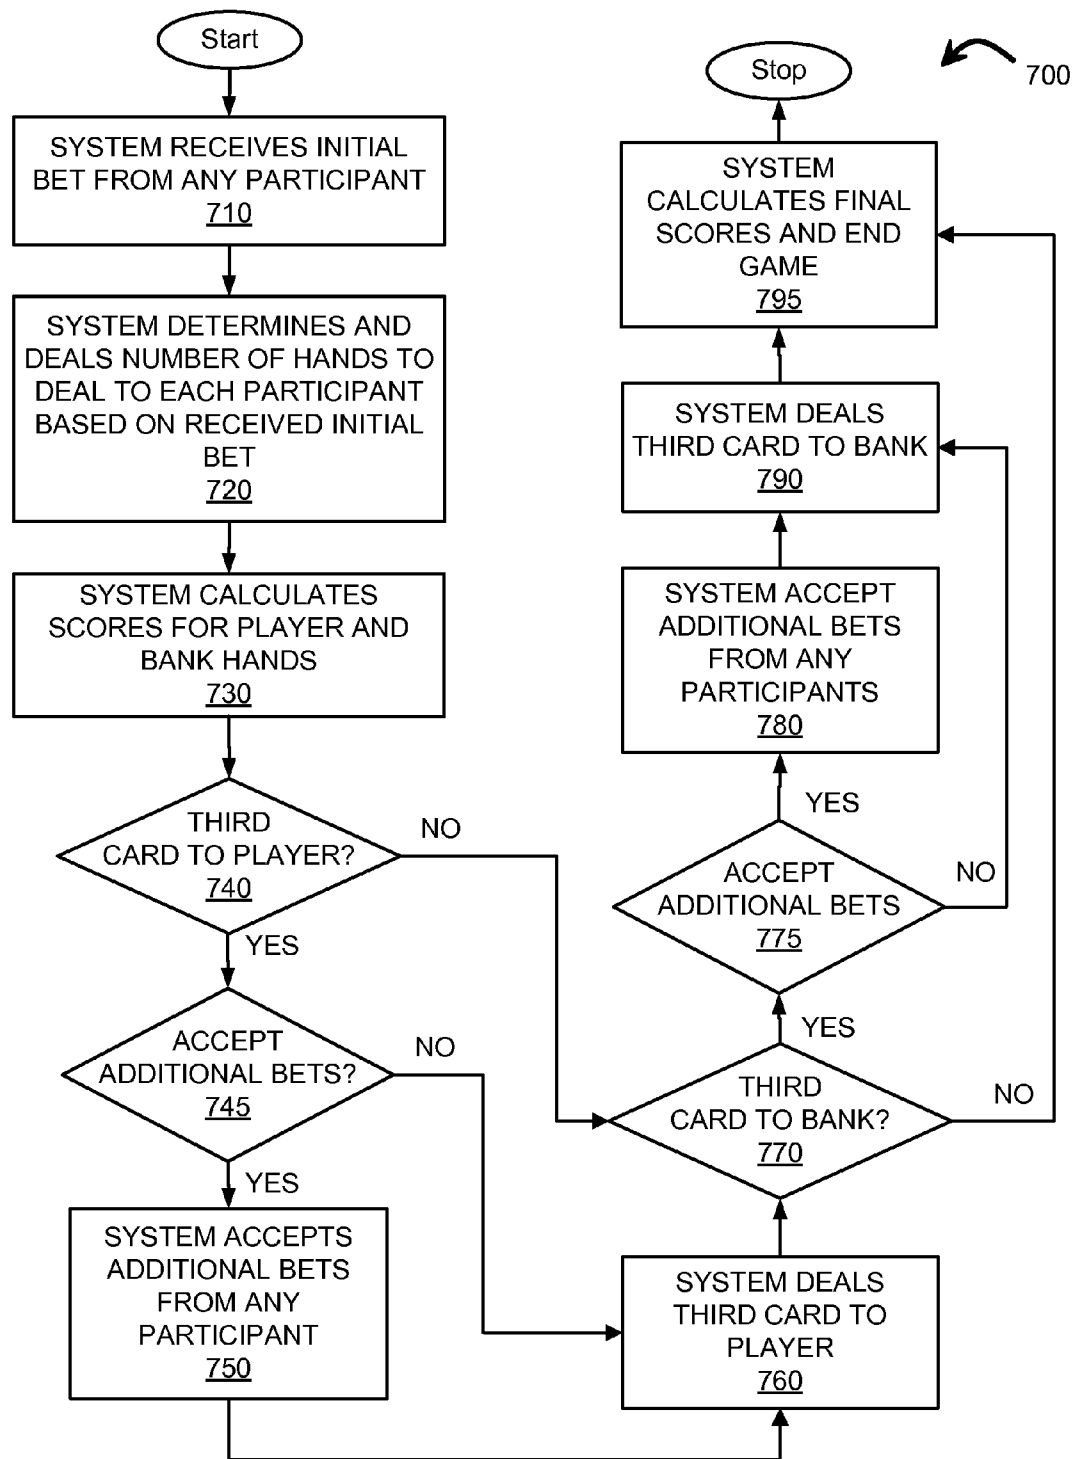 Start
SYSTEM RECEIVES INITIAL
BET FROM ANY PARTICIPANT
710
SYSTEM DETERMINES AND
DEALS NUMBER OF HANDS TO
DEAL TO EACH PARTICIPANT
BASED ON RECEIVED INITIAL
BET
720
SYSTEM CALCULATES
SCORES FOR PLAYER AND
BANK HANDS
730
THIRD
CARD TO PLAYER?
740
NO
YES
ACCEPT
ADDITIONAL BETS?
745
NO
YES
SYSTEM ACCEPTS
ADDITIONAL BETS
FROM ANY
PARTICIPANT
750
SYSTEM DEALS
THIRD CARD TO
PLAYER
760
THIRD
CARD TO BANK?
770
NO
YES
ACCEPT
ADDITIONAL BETS
775
NO
YES
SYSTEM ACCEPT
ADDITIONAL BETS
FROM ANY
PARTICIPANTS
780
SYSTEM DEALS
THIRD CARD TO BANK
790
SYSTEM
CALCULATES FINAL
SCORES AND END
GAME
795
Stop
700